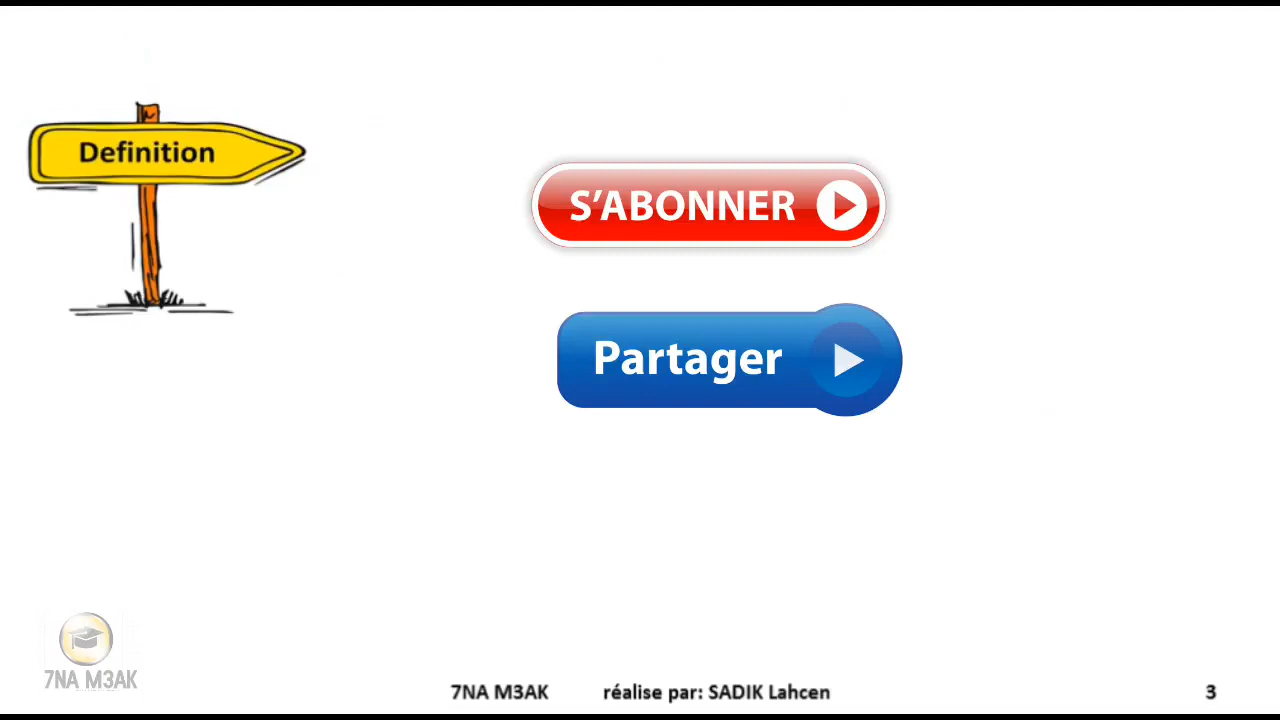 Definition
S'ABONNER
Partager
7NA M3AK
7NA M3AK réalise par: SADIK Lahcen 3